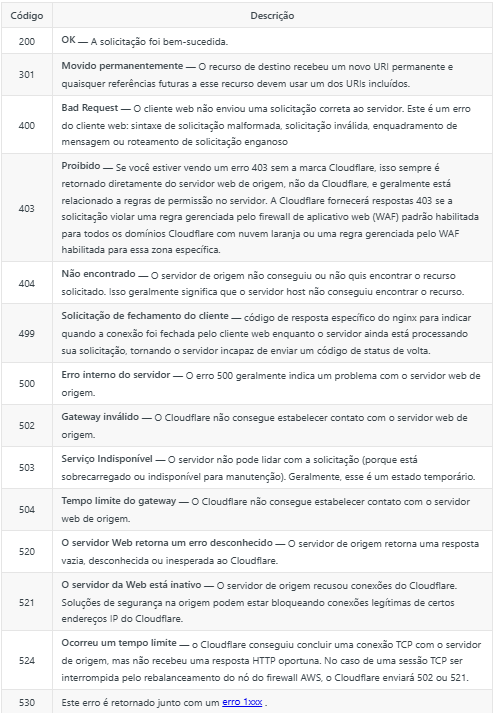 Código Descrição
200 OK — A solicitação foi bem-sucedida.
301 Movido permanentemente — O recurso de destino recebeu um novo URI permanente e
quaisquer referências futuras a esse recurso devem usar um dos URIs incluídos.
400 Bad Request — O cliente web não enviou uma solicitação correta ao servidor. Este é um erro
do cliente web: sintaxe de solicitação malformada, solicitação inválida, enquadramento de
mensagem ou roteamento de solicitação enganoso
403 Proibido — Se você estiver vendo um erro 403 sem a marca Cloudflare, isso sempre é
retornado diretamente do servidor web de origem, não da Cloudflare, e geralmente está
relacionado a regras de permissão no servidor. A Cloudflare fornecerá respostas 403 se a
solicitação violar uma regra gerenciada pelo firewall de aplicativo web (WAF) padrão habilitada
para todos os domínios Cloudflare com nuvem laranja ou uma regra gerenciada pelo WAF
habilitada para essa zona específica.
404 Não encontrado — O servidor de origem não conseguiu ou não quis encontrar o recurso
solicitado. Isso geralmente significa que o servidor host não conseguiu encontrar o recurso.
499 Solicitação de fechamento do cliente — código de resposta específico do nginx para indicar
quando a conexão foi fechada pelo cliente web enquanto o servidor ainda está processando
sua solicitação, tornando o servidor incapaz de enviar um código de status de volta.
500 Erro interno do servidor — O erro 500 geralmente indica um problema com o servidor web de
origem.
502 Gateway inválido — O Cloudflare não consegue estabelecer contato com o servidor web de
origem.
503 Serviço Indisponível — O servidor não pode lidar com a solicitação (porque está
sobrecarregado ou indisponível para manutenção). Geralmente, esse é um estado temporário.
504 Tempo limite do gateway — O Cloudflare não consegue estabelecer contato com o servidor
web de origem.
520 O servidor Web retorna um erro desconhecido — O servidor de origem retorna uma resposta
vazia, desconhecida ou inesperada ao Cloudflare.
521 O servidor da Web está inativo — O servidor de origem recusou conexões do Cloudflare.
Soluções de segurança na origem podem estar bloqueando conexões legítimas de certos
endereços IP do Cloudflare.
524 Ocorreu um tempo limite — o Cloudflare conseguiu concluir uma conexão TCP com o servidor
de origem, mas não recebeu uma resposta HTTP oportuna. No caso de uma sessão TCP ser
interrompida pelo rebalanceamento do nó do firewall AWS, o Cloudflare enviará 502 ou 521.
530 Este erro é retornado junto com um erro 1xxx .